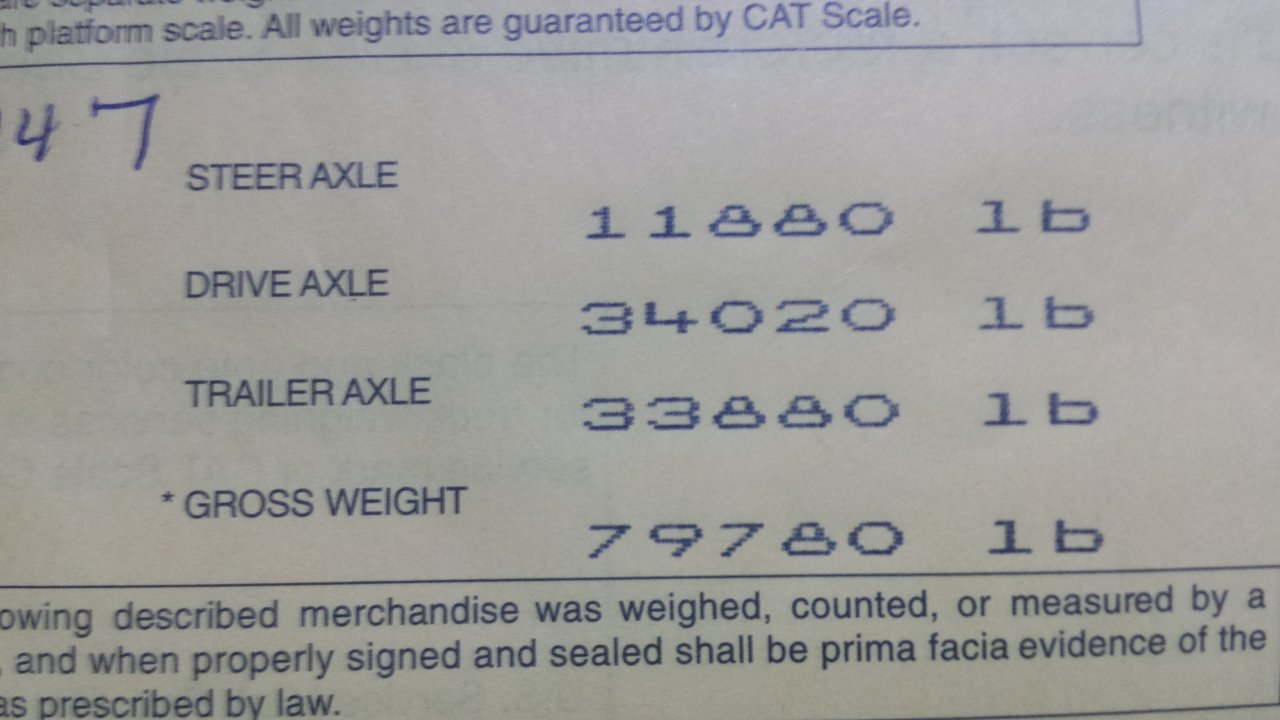 are separate
h platform scale. All weights are guaranteed by CAT Scale.
47
STEER AXLE
11880 lb
DRIVE AXLE
34020 lb
TRAILER AXLE
33880 lb
* GROSS WEIGHT
79780 lb
owing described merchandise was weighed, counted, or measured by a
, and when properly signed and sealed shall be prima facia evidence of the
as prescribed by law.